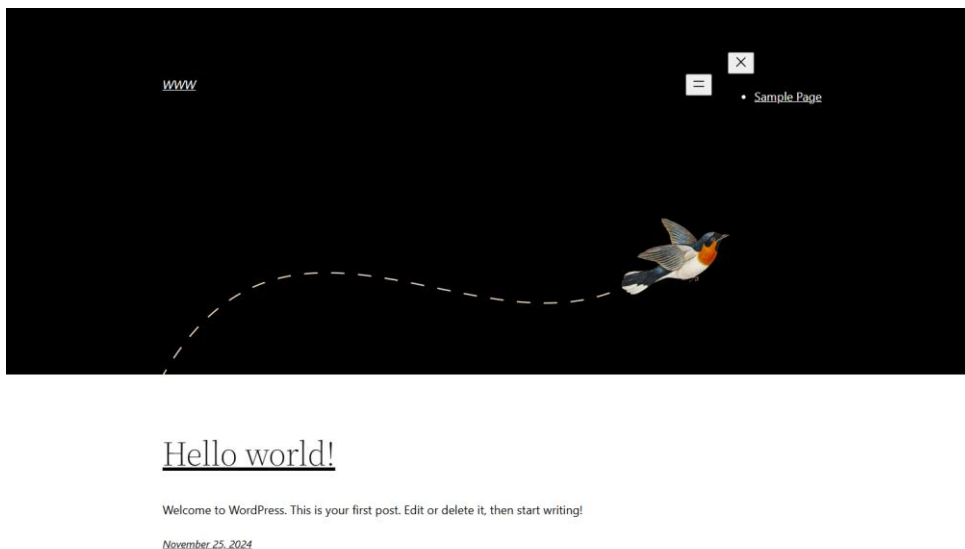 WWW
Sample Page
Hello world!
Welcome to WordPress. This is your first post. Edit or delete it, then start writing!
November 25, 2024